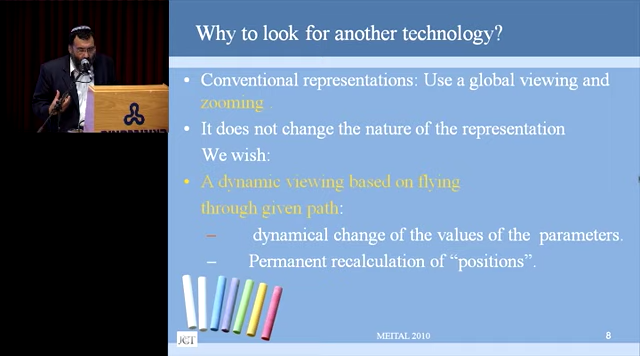 Why to look for another technology?
• Conventional representations: Use a global viewing and
zooming
• It does not change the nature of the representation
We wish:
• A dynamic viewing based on flying
through given path:
– dynamical change of the values of the parameters.
– Permanent recalculation of “positions”.
JCT
MEITAL 2010
8